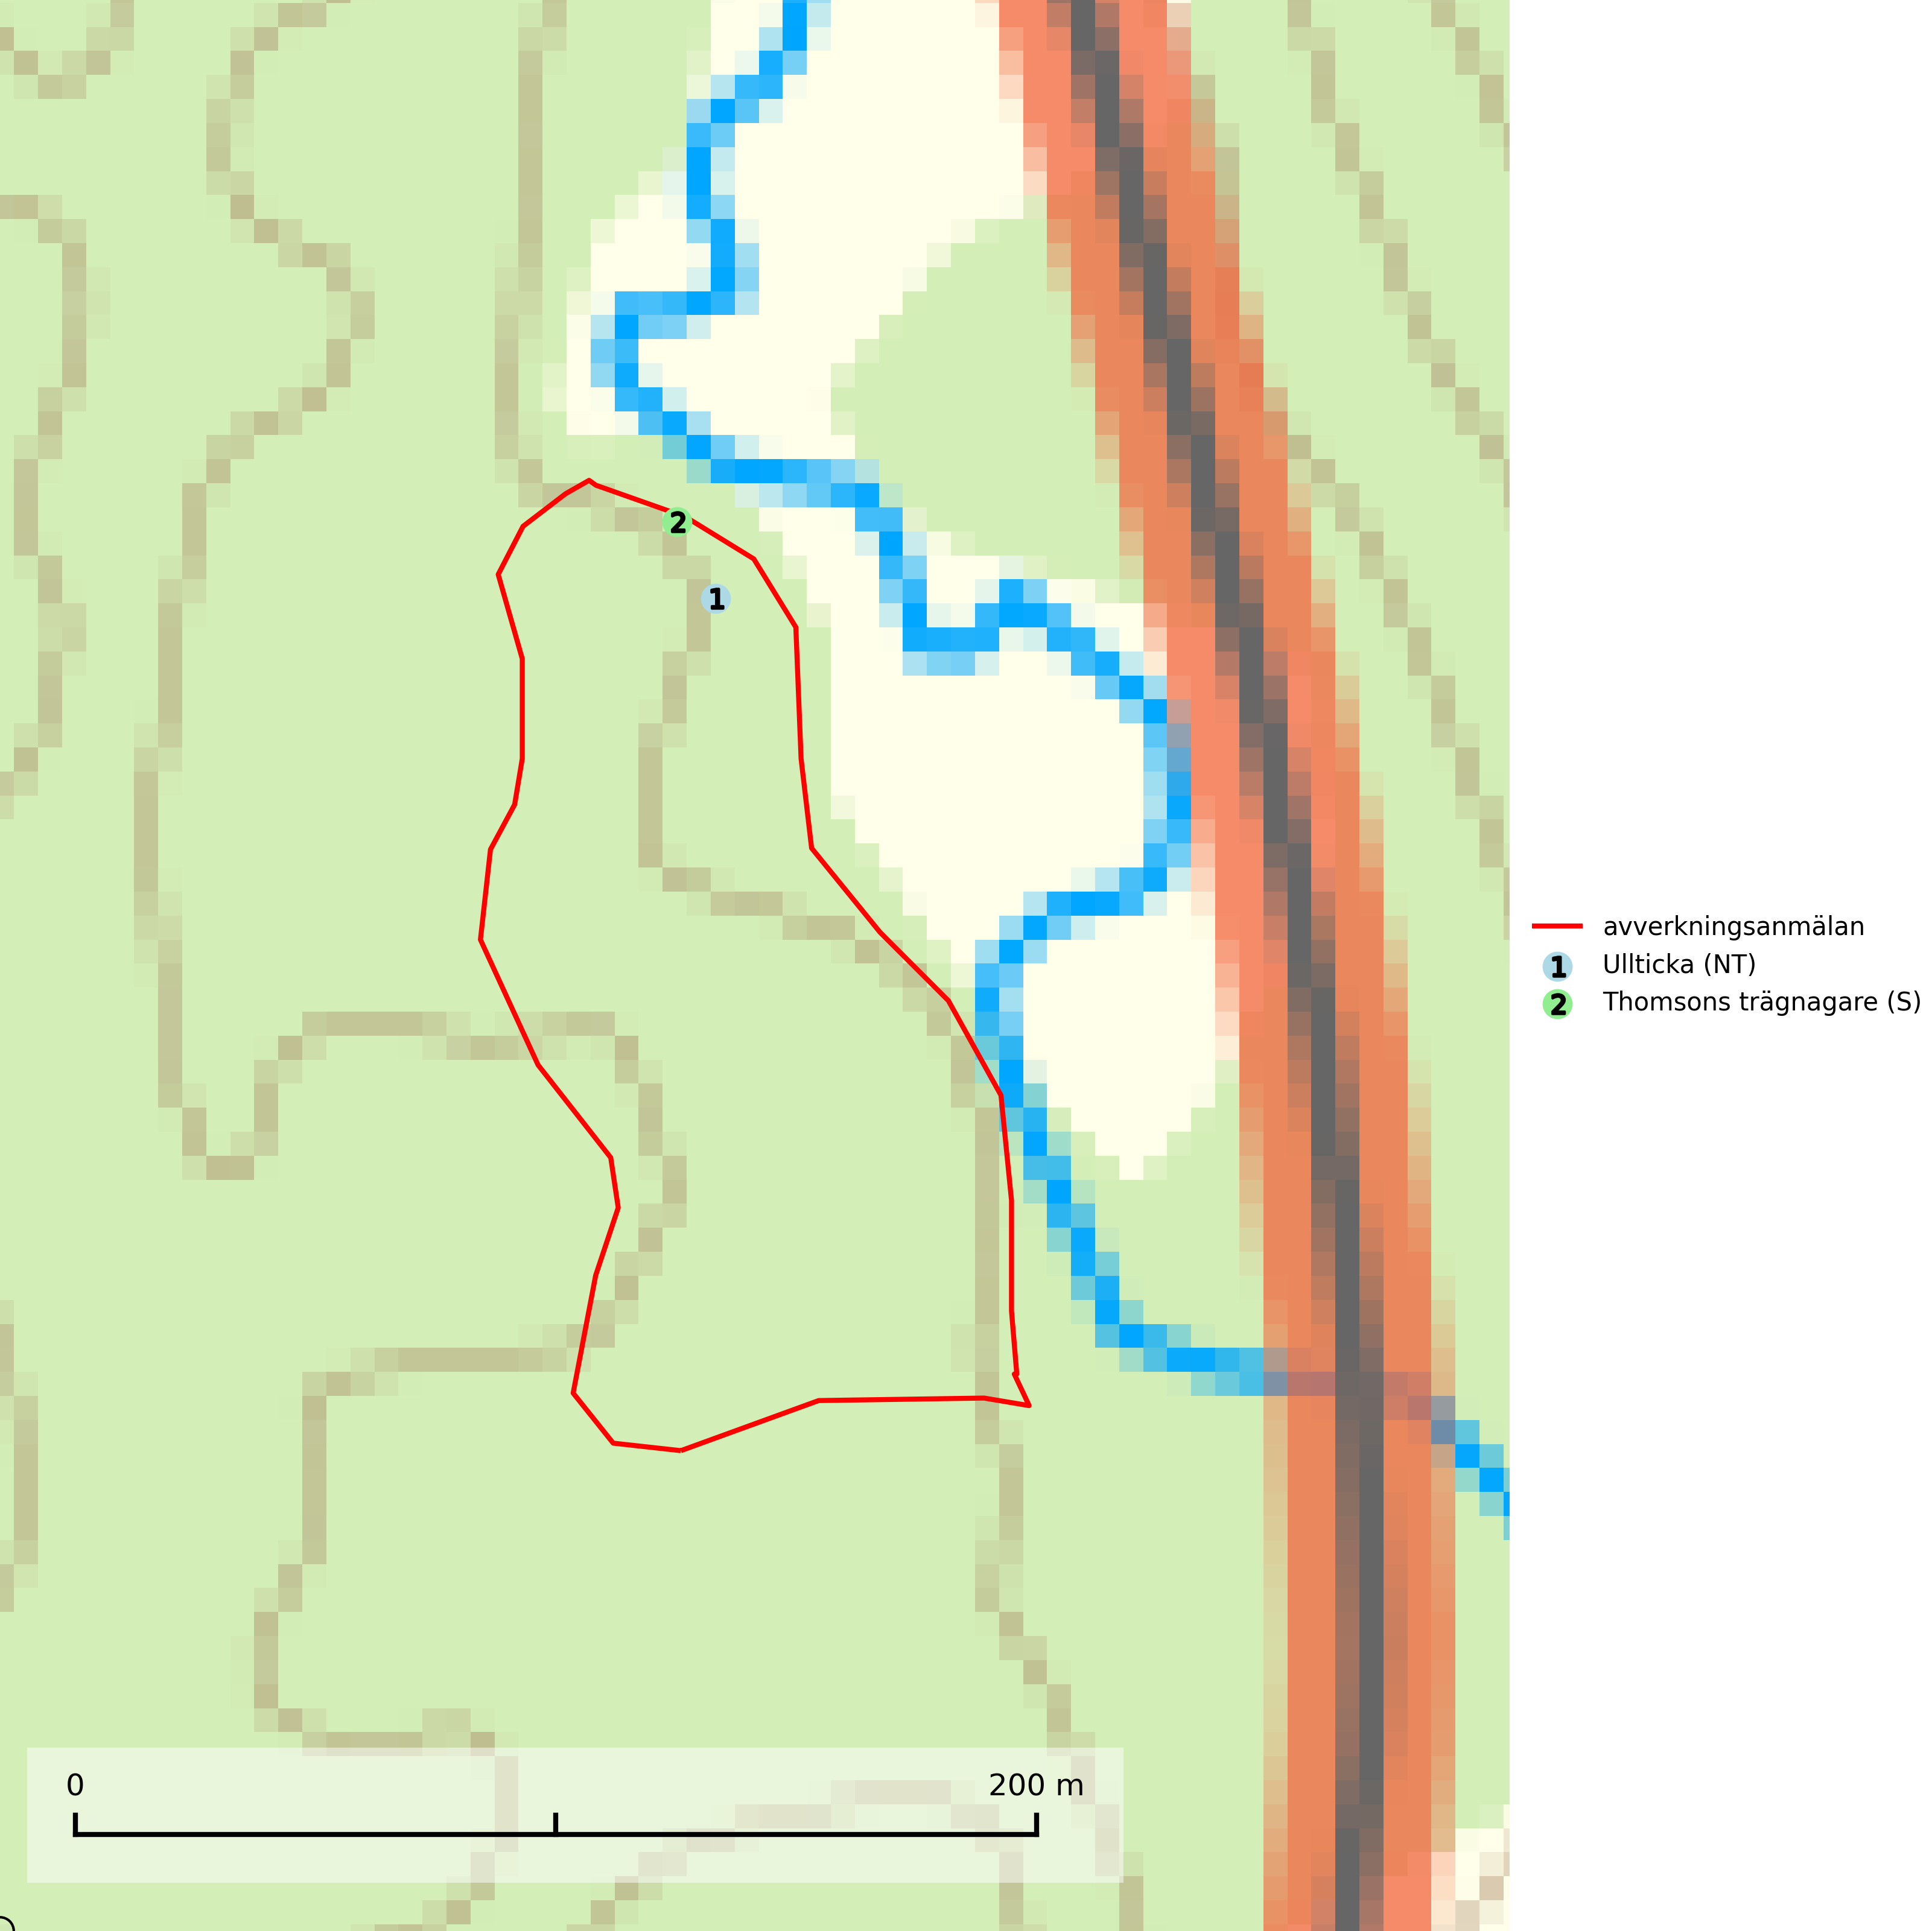 2
1
avverkningsanmälan
1 Ullticka (NT)
2 Thomsons trägnagare (S)
0 200 m